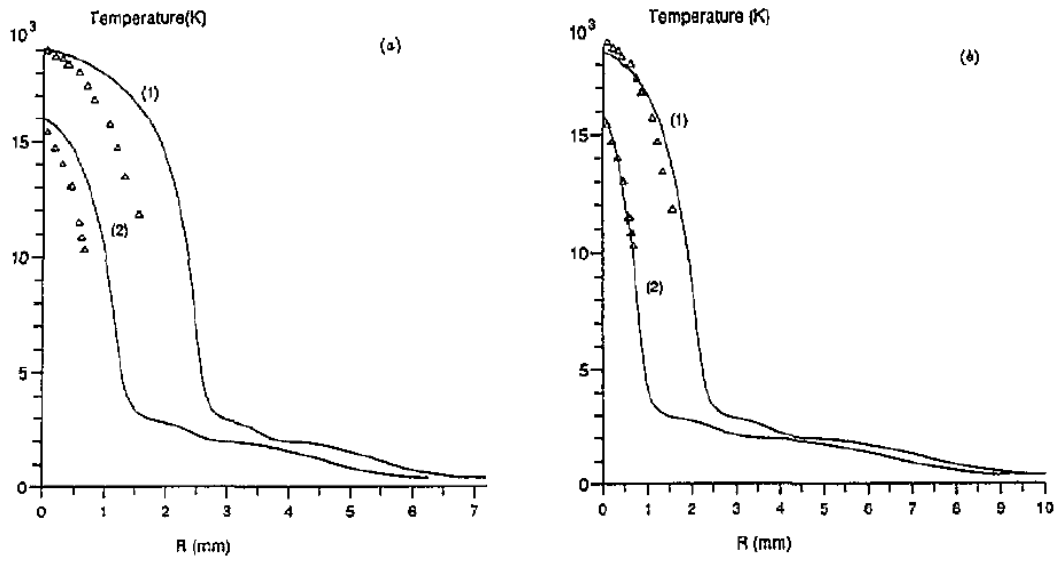 Temperature(K)
10³
(a)
(1)
15
(2)
10
5
0
0 1 2 3 4 5 6 7
R (mm)
Temperature (K)
10³
(b)
(1)
15
10
(2)
5
0
0 1 2 3 4 5 6 7 8 9 10
R (mm)